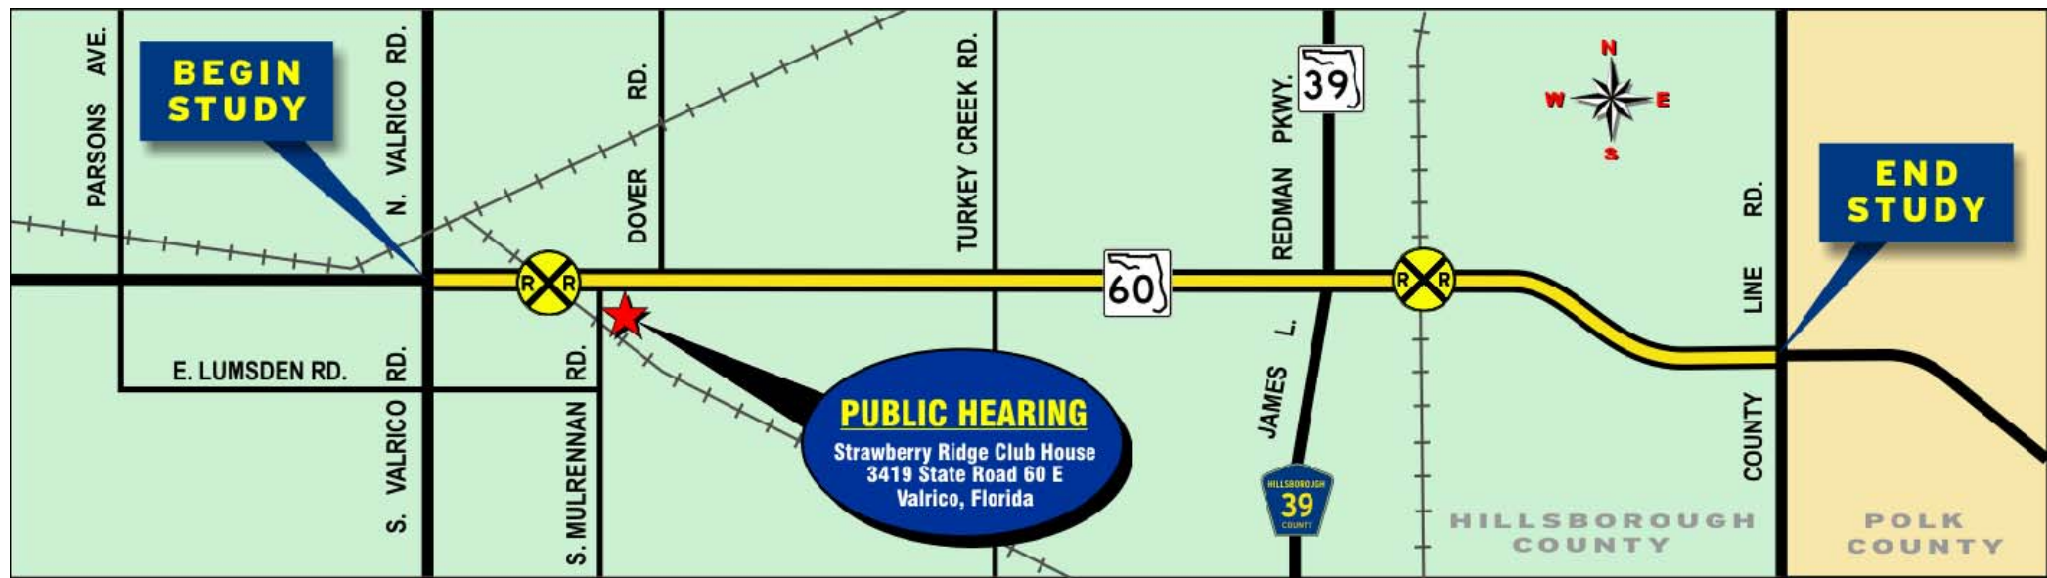 PARSONS AVE.
BEGIN
STUDY
N. VALRICO RD.
DOVER RD.
TURKEY CREEK RD.
REDMAN PKWY.
39
N
W E
S
END
STUDY
R R
60
R R
COUNTY LINE RD.
E. LUMSDEN RD.
S. VALRICO RD.
S. MULRENNAN RD.
PUBLIC HEARING
Strawberry Ridge Club House
3419 State Road 60 E
Valrico, Florida
JAMES L.
HILLSBOROUGH
39
COUNTY
HILLSBOROUGH
COUNTY
POLK
COUNTY